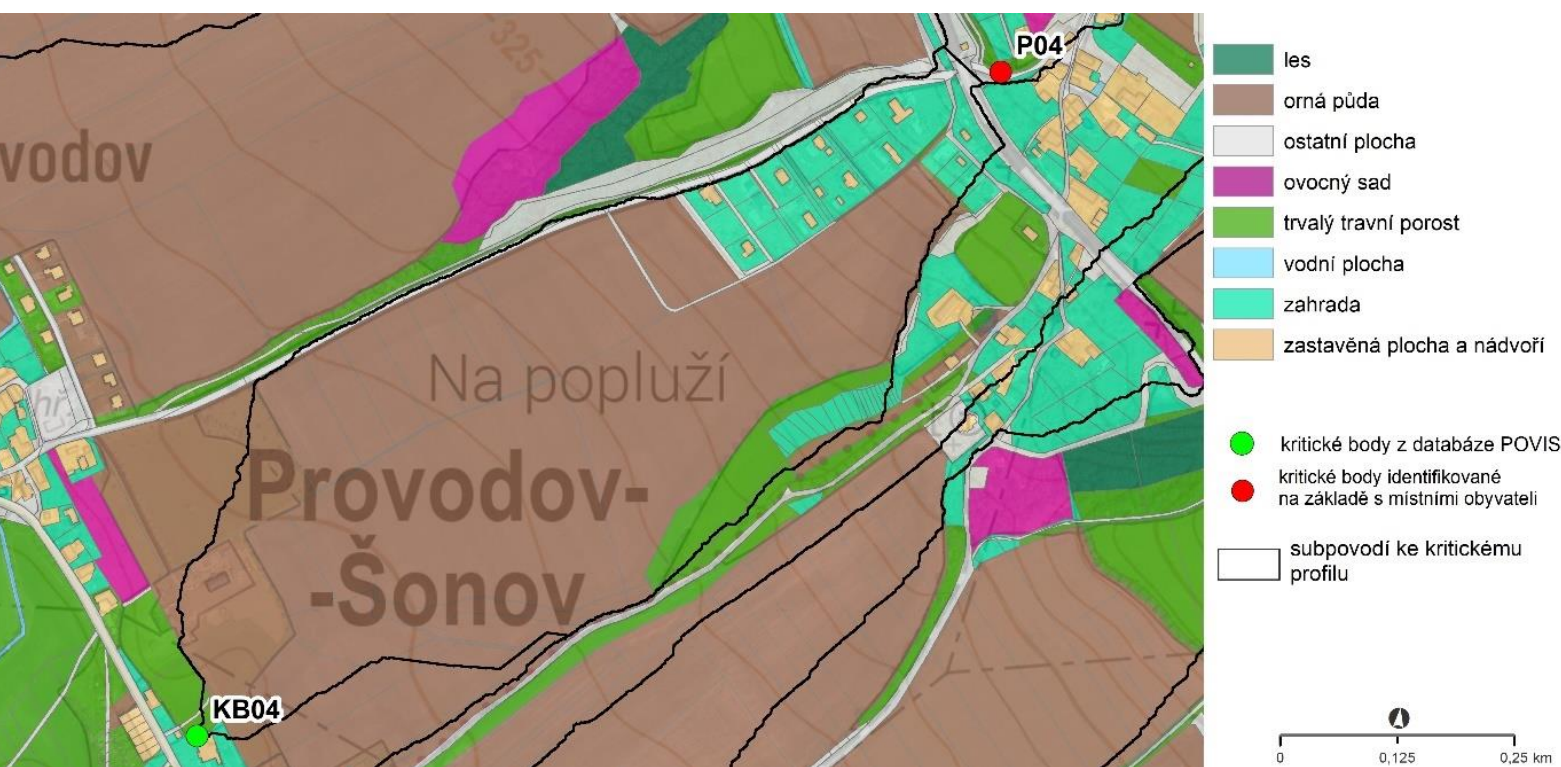 325
P04
vodov
Na popluží
Provodov-
-Šonov
hř.
KB04
les
orná půda
ostatní plocha
ovocný sad
trvalý travní porost
vodní plocha
zahrada
zastavěná plocha a nádvoří
kritické body z databáze POVIS
kritické body identifikované
na základě s místními obyvateli
subpovodí ke kritickému
profilu
0
0,125
0,25 km